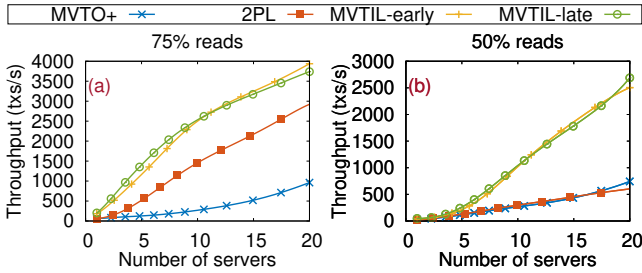 MVTO+ 2PL MVTIL-early MVTIL-late
75% reads
(a)
Throughput (txs/s)
4000
3500
3000
2500
2000
1500
1000
500
0
0 5 10 15 20
Number of servers
50% reads
(b)
Throughput (txs/s)
3000
2500
2000
1500
1000
500
0
0 5 10 15 20
Number of servers